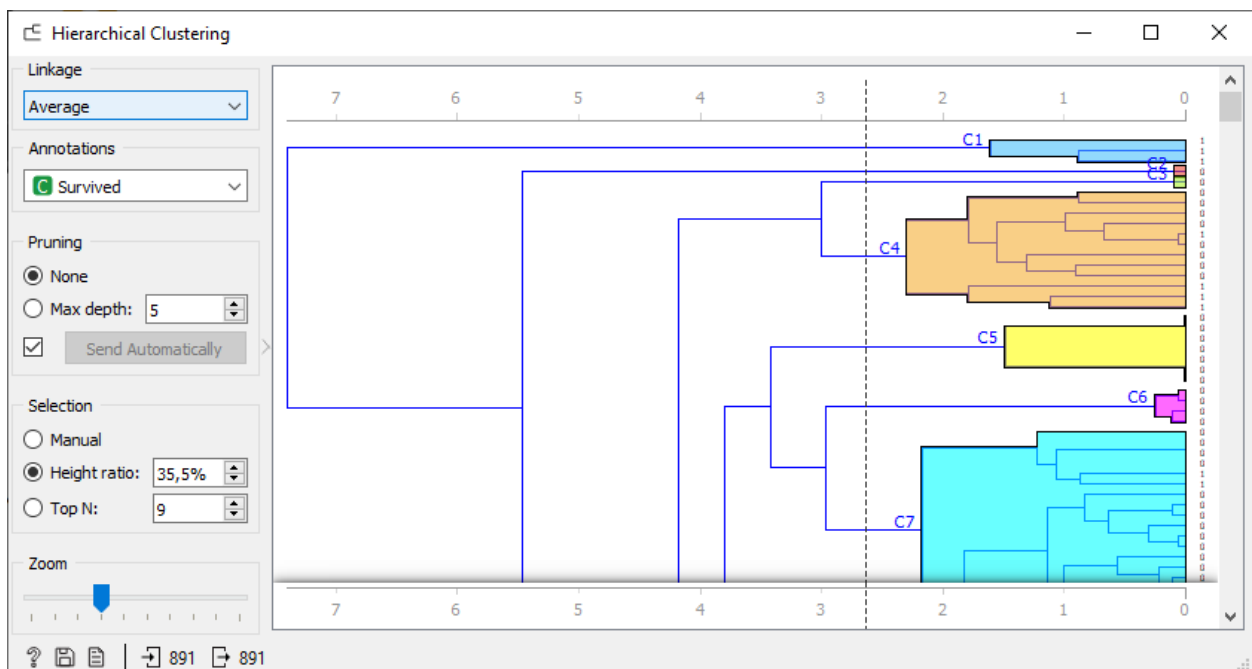 Hierarchical Clustering
Linkage
Average
Annotations
C Survived
Pruning
None
Max depth: 5
Send Automatically
Selection
Manual
Height ratio: 35,5%
Top N: 9
Zoom
891 891
7 6 5 4 3 2 1 0
C1
C2
C3
C4
C5
C6
C7
7 6 5 4 3 2 1 0